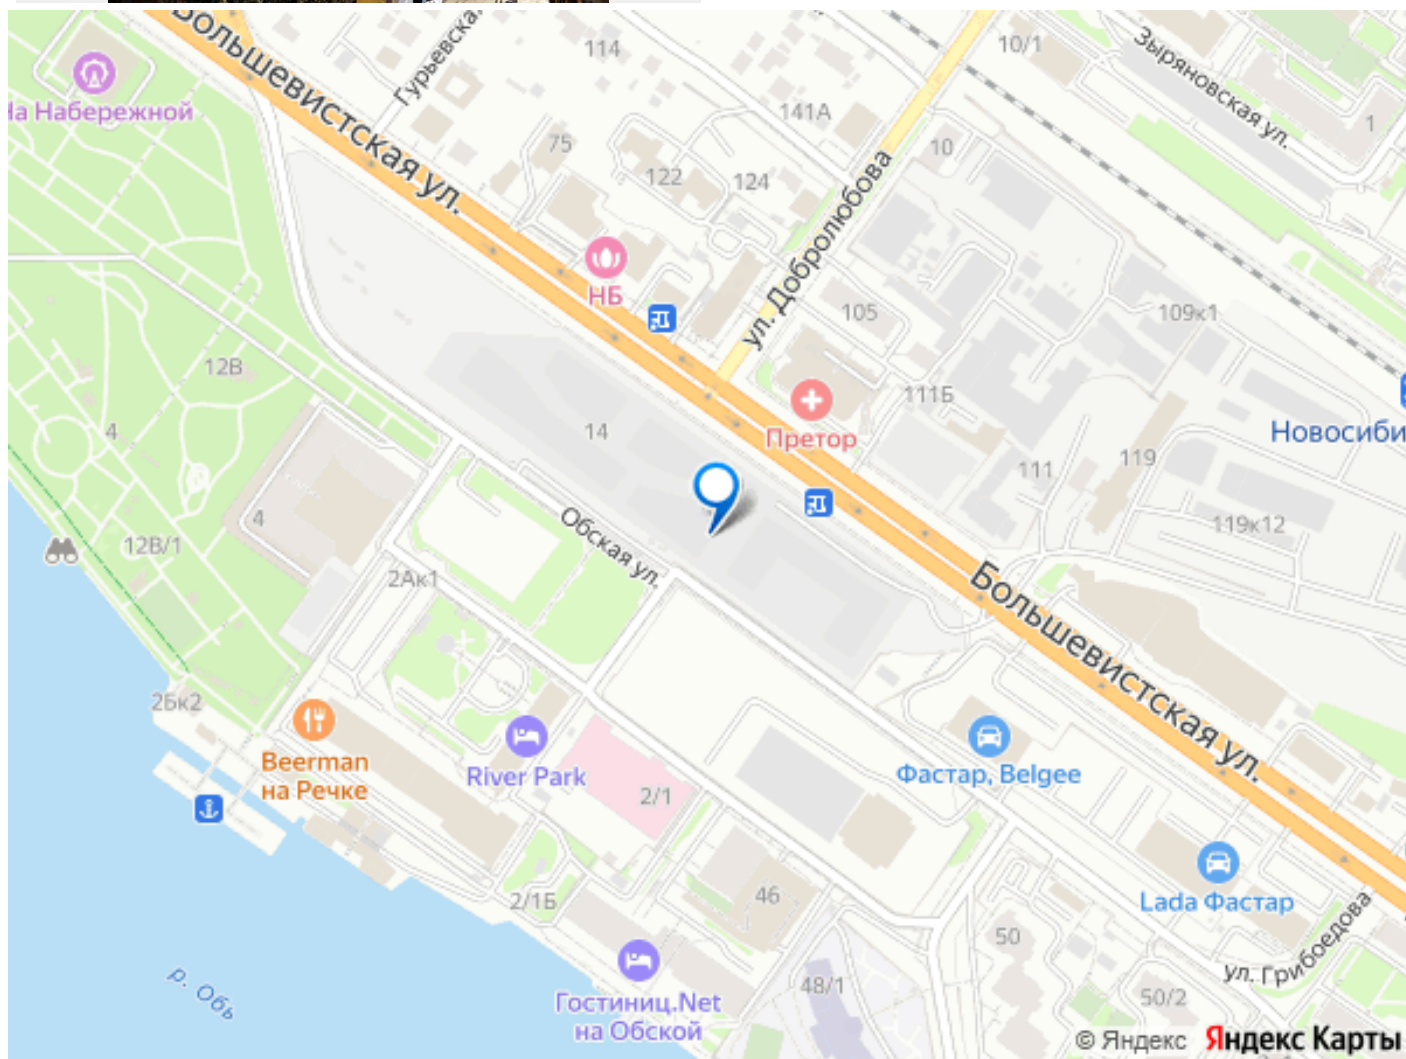 Большевистская ул.
Гурьевская
114
10/1
Зыряновская ул.
1
На Набережной
141А
75
122
124
10
ул. Добролюбова
НБ
105
109к1
12В
111Б
Претор
14
4
Новосиби
119
111
4
119к12
12В/1
Обская ул.
2Ак1
Большевистская ул.
2Бк2
Beerman
на Речке
River Park
2/1
Фастар, Belgee
46
Lada Фастар
2/1Б
50
ул. Грибоедова
р. Обь
48/1
50/2
Гостиниц.Net
на Обской
© Яндекс Яндекс Карты